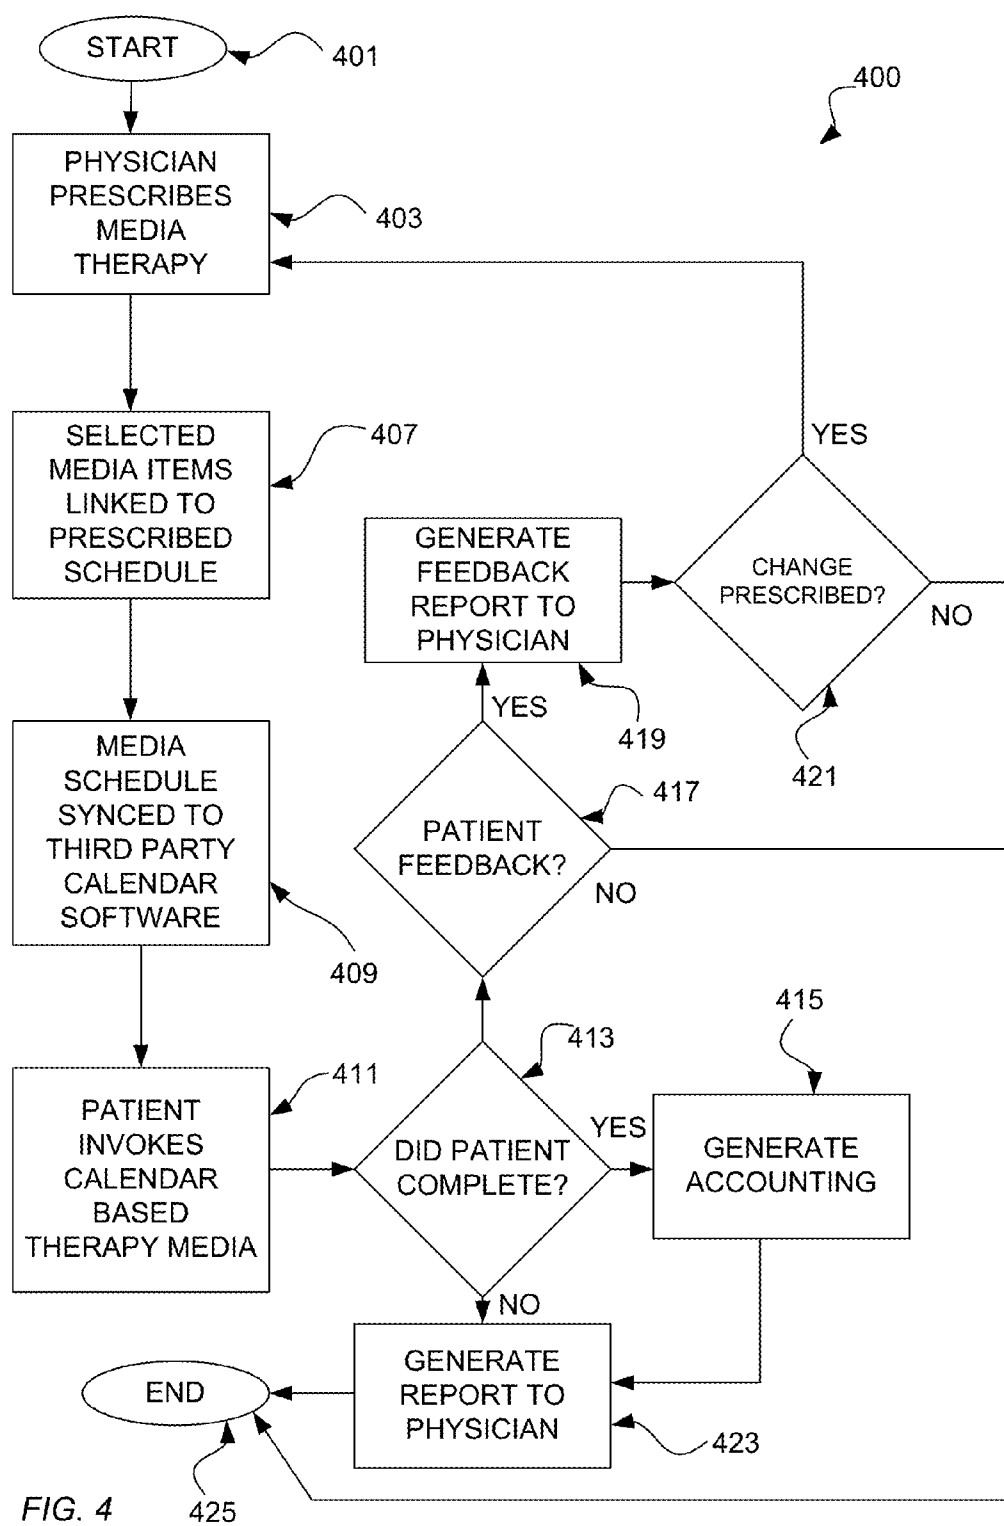 START
401
400
PHYSICIAN
PRESCRIBES
MEDIA
THERAPY
403
SELECTED
MEDIA ITEMS
LINKED TO
PRESCRIBED
SCHEDULE
407
YES
GENERATE
FEEDBACK
REPORT TO
PHYSICIAN
CHANGE
PRESCRIBED?
NO
YES
419
421
MEDIA
SCHEDULE
SYNCED TO
THIRD PARTY
CALENDAR
SOFTWARE
409
417
PATIENT
FEEDBACK?
NO
415
413
411
PATIENT
INVOKES
CALENDAR
BASED
THERAPY MEDIA
DID PATIENT
COMPLETE?
YES
GENERATE
ACCOUNTING
NO
GENERATE
REPORT TO
PHYSICIAN
423
END
425
FIG. 4